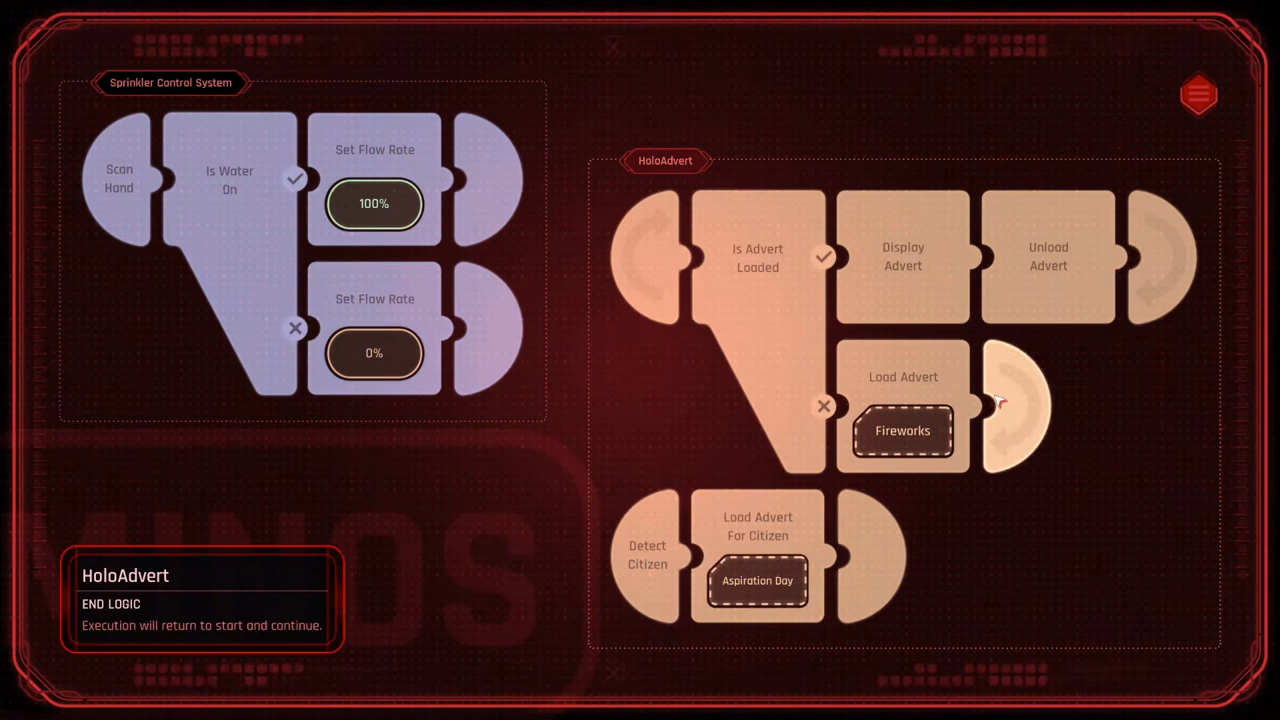 Sprinkler Control System
Scan
Hand
Is Water
On
Set Flow Rate
100%
Set Flow Rate
0%
HoloAdvert
Is Advert
Loaded
Display
Advert
Unload
Advert
Load Advert
Fireworks
Detect
Citizen
Load Advert
For Citizen
Aspiration Day
HoloAdvert
END LOGIC
Execution will return to start and continue.